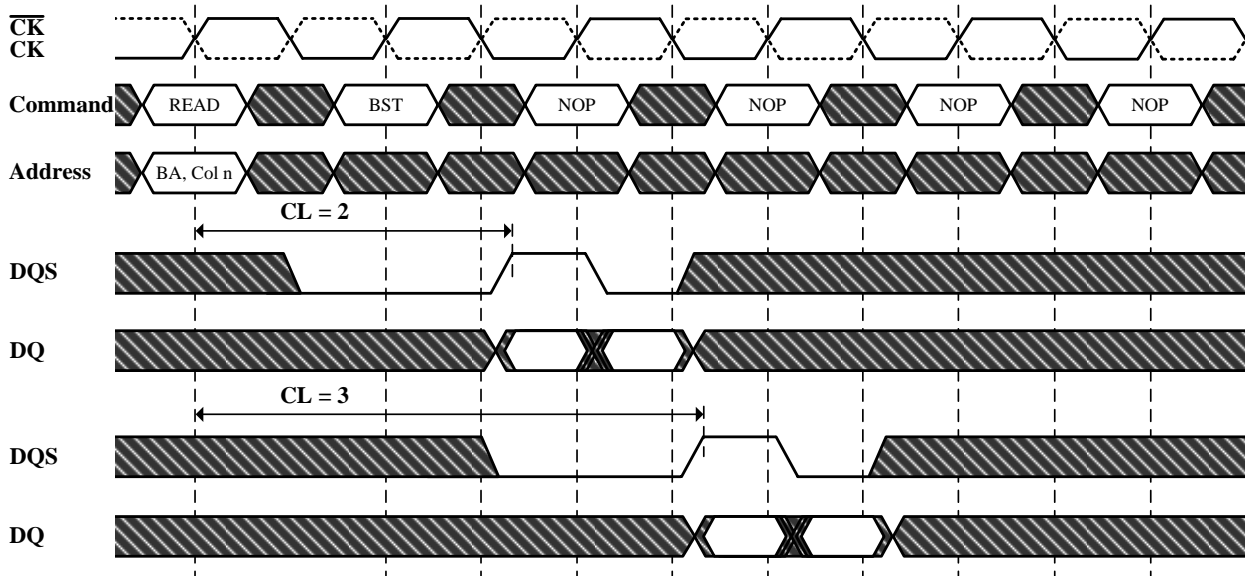 C̅K̅
CK
Command READ BST NOP NOP NOP NOP
Address BA, Col n
CL = 2
DQS
DQ
CL = 3
DQS
DQ